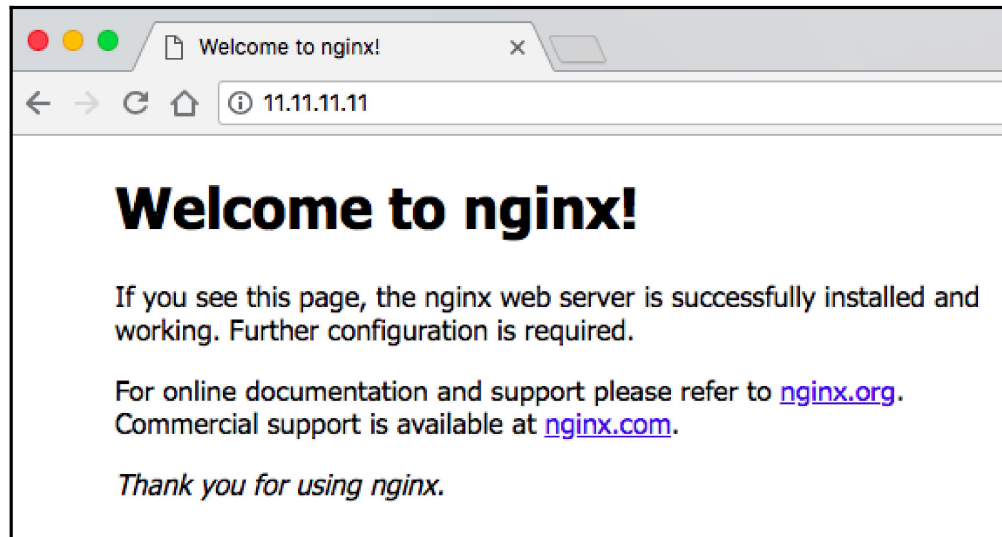 Welcome to nginx!
11.11.11.11
Welcome to nginx!
If you see this page, the nginx web server is successfully installed and
working. Further configuration is required.
For online documentation and support please refer to nginx.org.
Commercial support is available at nginx.com.
Thank you for using nginx.